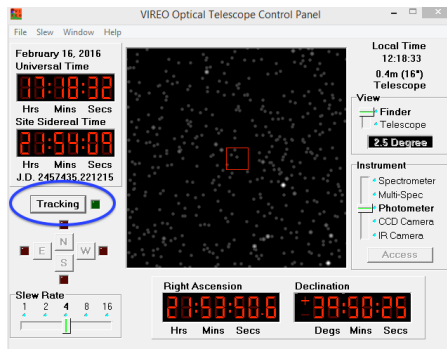 VIREO Optical Telescope Control Panel
File Slew Window Help
February 16, 2016
Universal Time
17:18:32
Hrs Mins Secs
Site Sidereal Time
21:54:09
Hrs Mins Secs
J.D. 2457435.221215
Tracking
N
E W
S
Slew Rate
1 2 4 8 16
Local Time
12:18:33
0.4m (16")
Telescope
View
Finder
Telescope
2.5 Degree
Instrument
Spectrometer
Multi-Spec
Photometer
CCD Camera
IR Camera
Access
Right Ascension
21:53:50.6
Hrs Mins Secs
Declination
+39:50:25
Degs Mins Secs